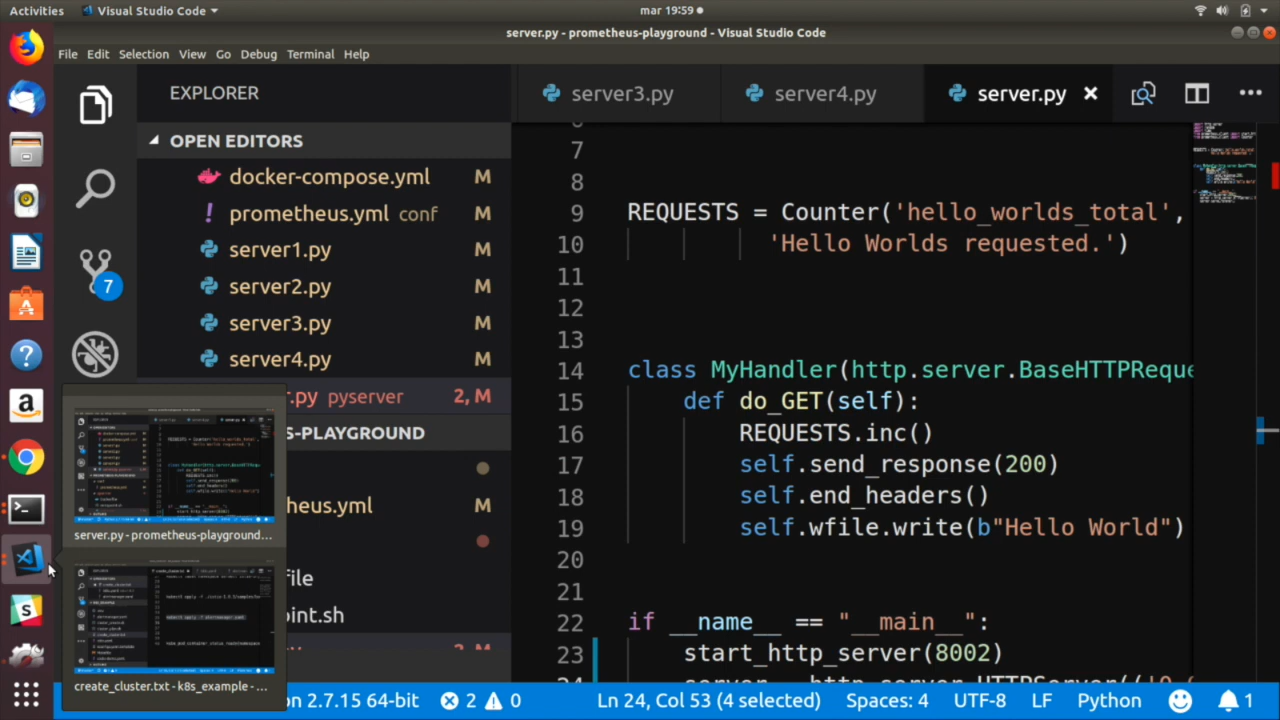 Activities Visual Studio Code mar 19:59
server.py - prometheus-playground - Visual Studio Code
File Edit Selection View Go Debug Terminal Help
EXPLORER
server3.py server4.py server.py
OPEN EDITORS
docker-compose.yml M
prometheus.yml conf M
server1.py M
server2.py M
server3.py M
server4.py M
.py pyserver 2, M
S-PLAYGROUND
eus.yml M
file
point.sh
2, M
7
7
8
9 REQUESTS = Counter('hello_worlds_total',
10 'Hello Worlds requested.')
11
12
13
14 class MyHandler(http.server.BaseHTTPReque
15 def do_GET(self):
16 REQUESTS.inc()
17 self.send_response(200)
18 self.end_headers()
19 self.wfile.write(b"Hello World")
20
21
22 if __name__ == "__main__":
23 start_http_server(8002)
server.py - prometheus-playground...
create_cluster.txt - k8s_example - ...
on 2.7.15 64-bit 2 0 Ln 24, Col 53 (4 selected) Spaces: 4 UTF-8 LF Python 1